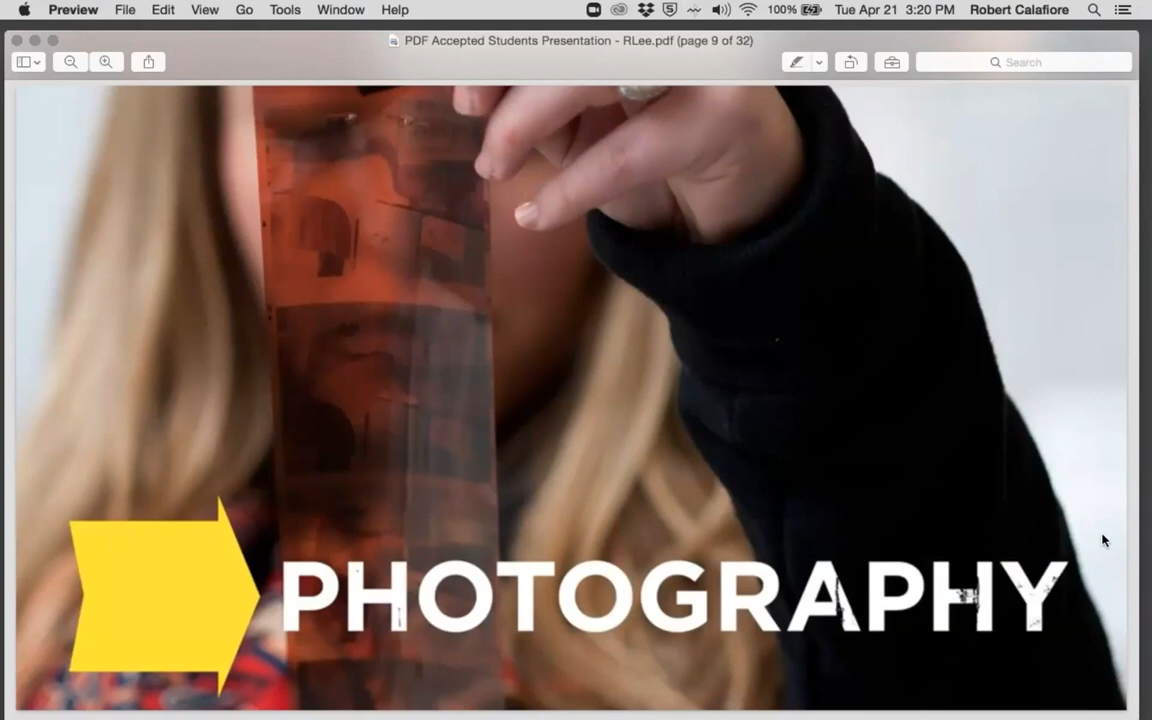 Preview File Edit View Go Tools Window Help 100% Tue Apr 21 3:20 PM Robert Calafiore
PDF Accepted Students Presentation - RLee.pdf (page 9 of 32)
Search
PHOTOGRAPHY